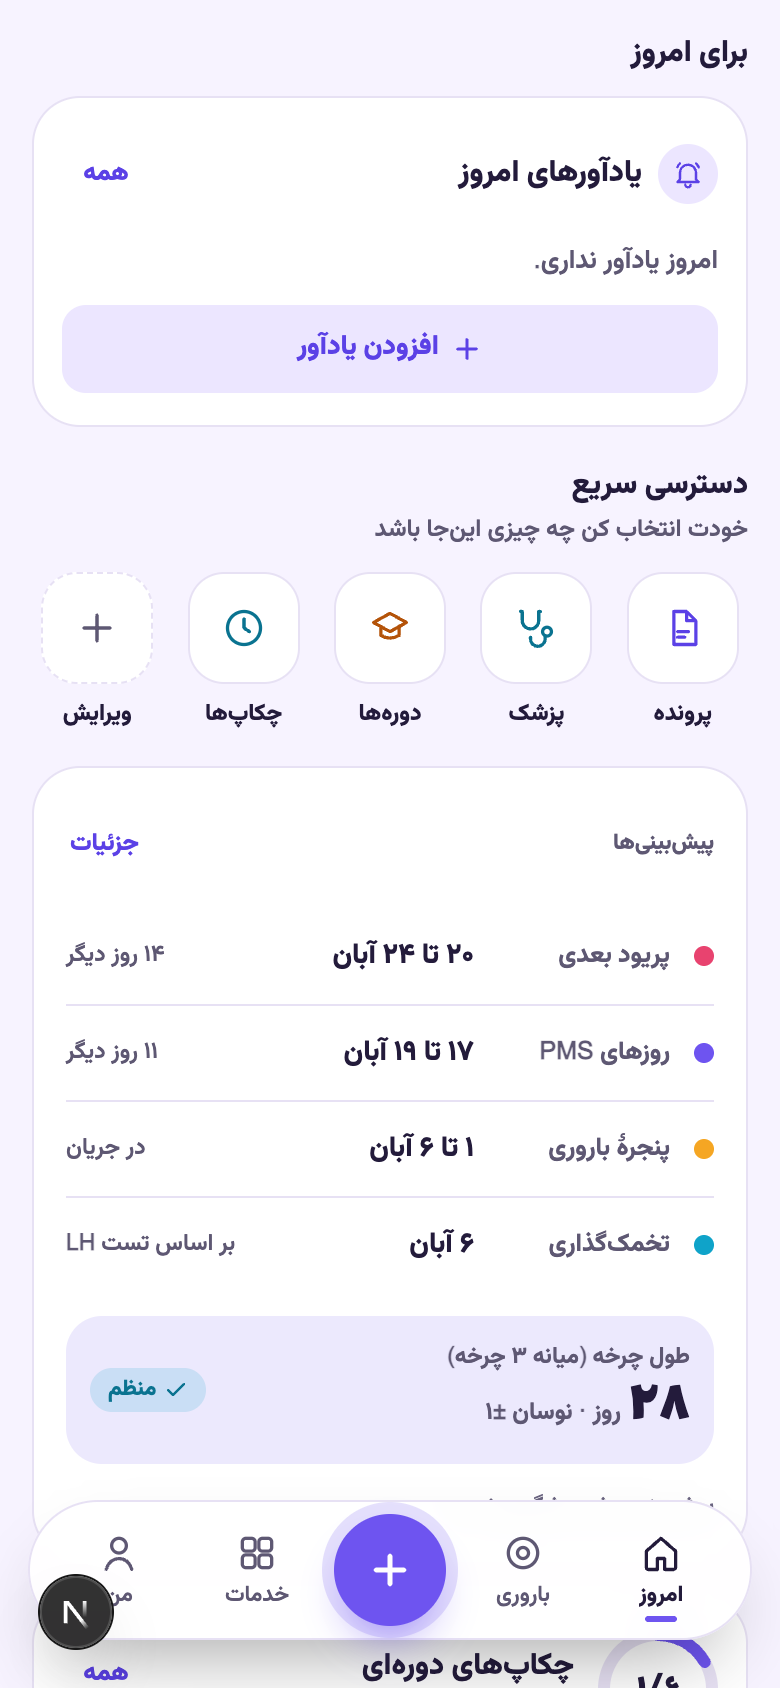 برای امروز
یادآورهای امروز
همه
امروز یادآور نداری.
افزودن یادآور
دسترسی سریع
خودت انتخاب کن چه چیزی این‌جا باشد
پرونده
پزشک
دوره‌ها
چکاپ‌ها
ویرایش
پیش‌بینی‌ها
جزئیات
پریود بعدی
۲۰ تا ۲۴ آبان
۱۴ روز دیگر
روزهای PMS
۱۷ تا ۱۹ آبان
۱۱ روز دیگر
پنجرهٔ باروری
۱ تا ۶ آبان
در جریان
تخمک‌گذاری
۶ آبان
بر اساس تست LH
طول چرخه (میانه ۳ چرخه)
۲۸ روز · نوسان ±۱
منظم
امروز
باروری
خدمات
من
N
چکاپ‌های دوره‌ای
همه
۱/۶